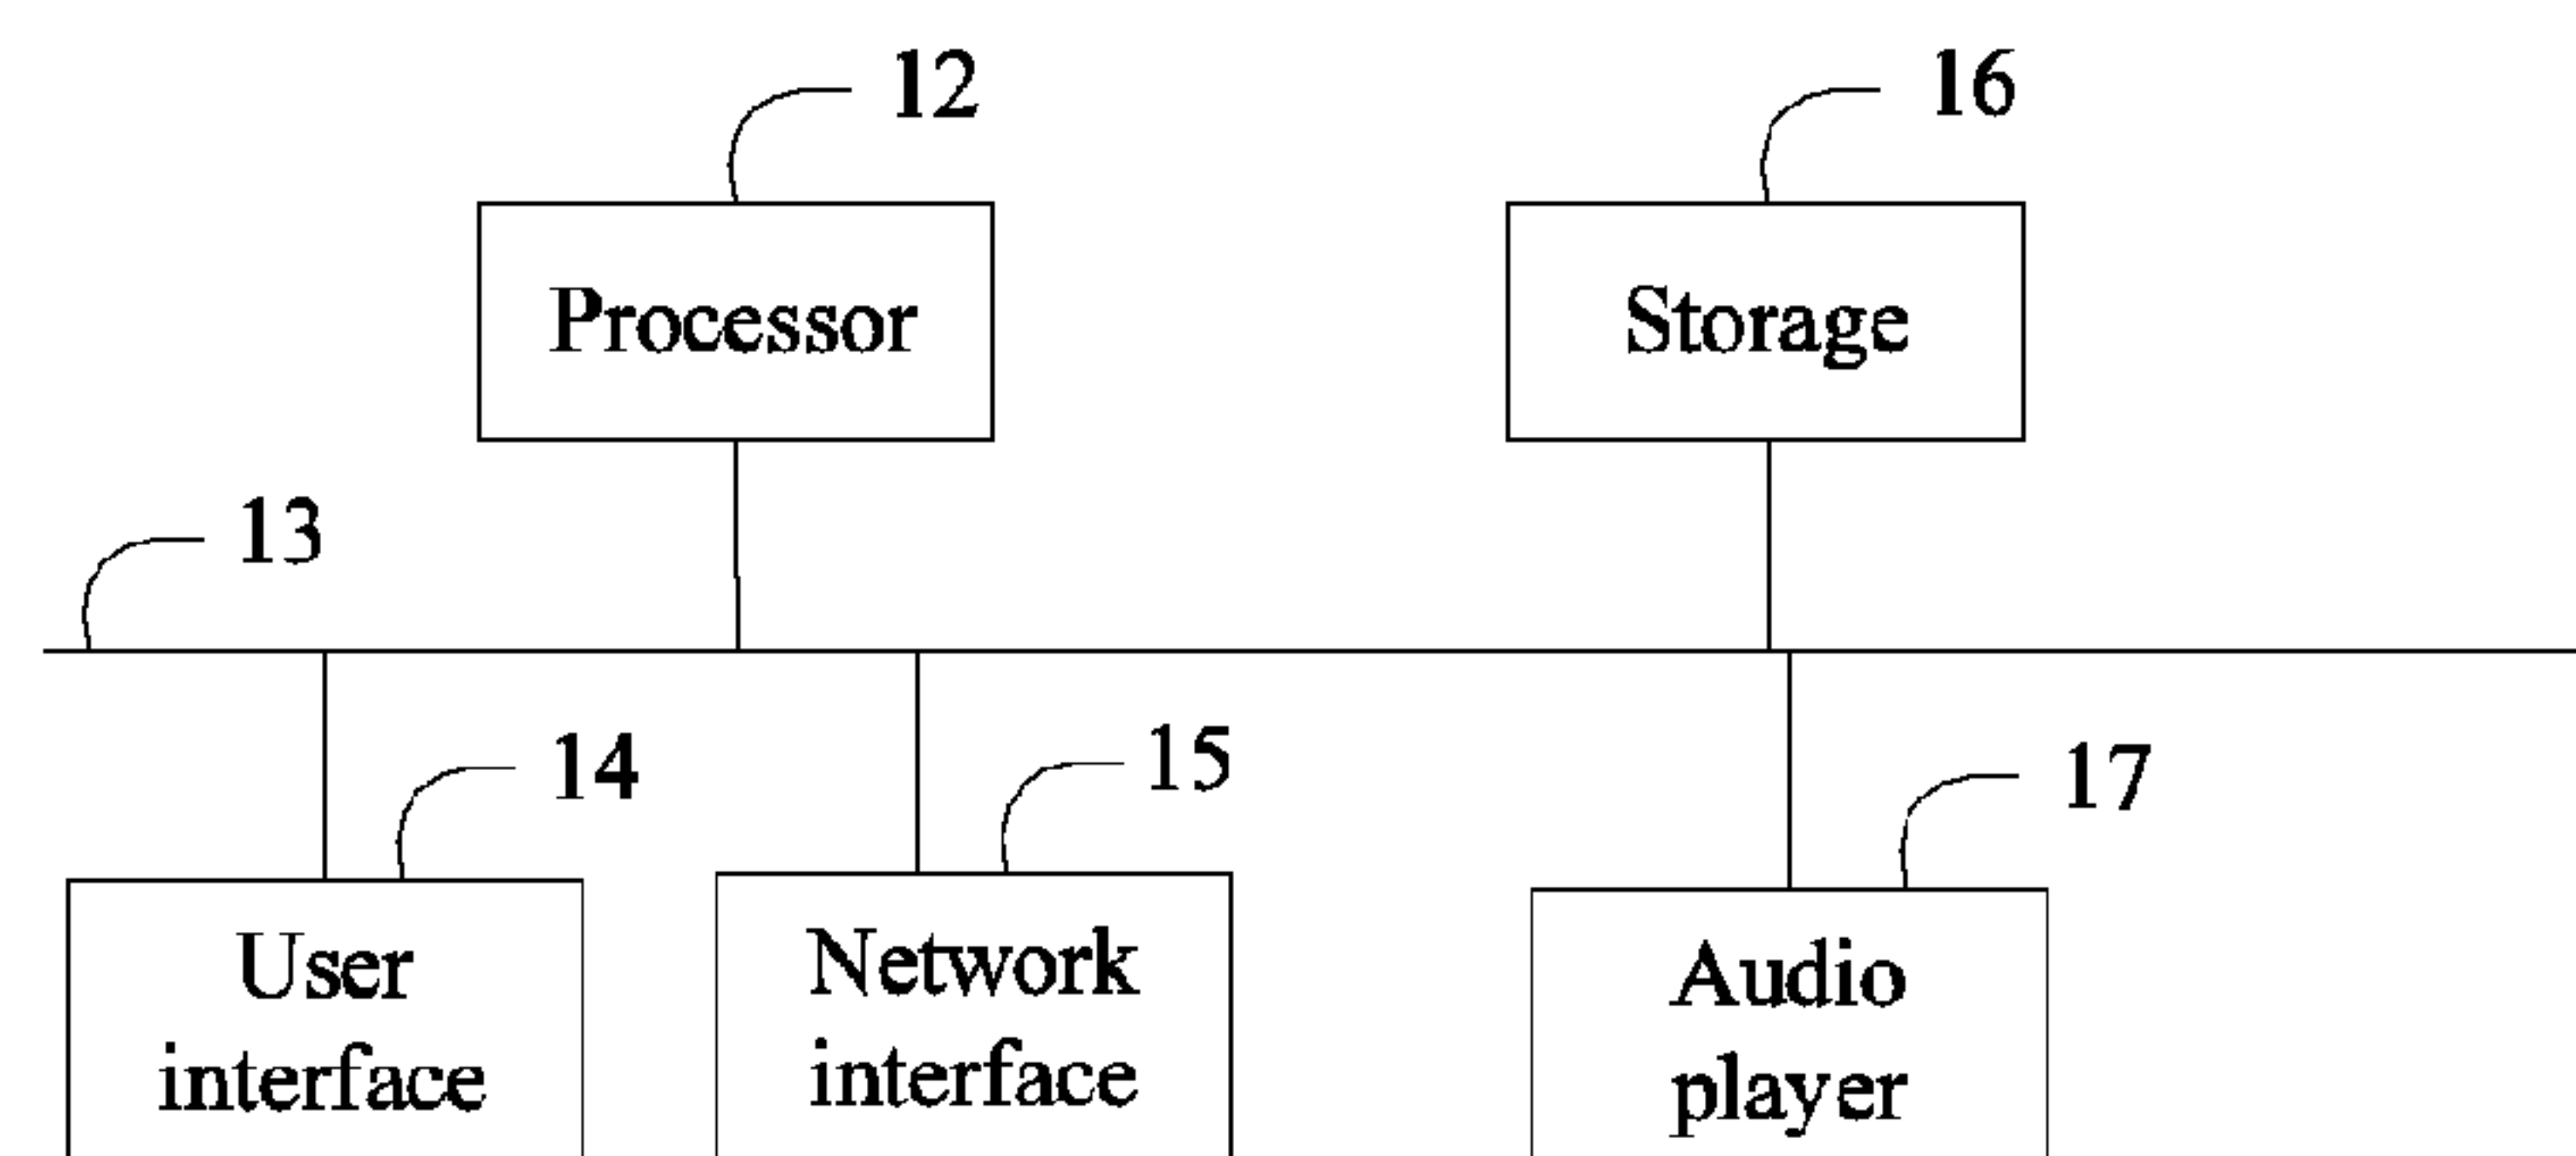 12
16
Processor
Storage
13
14
15
17
User
interface
Network
interface
Audio
player